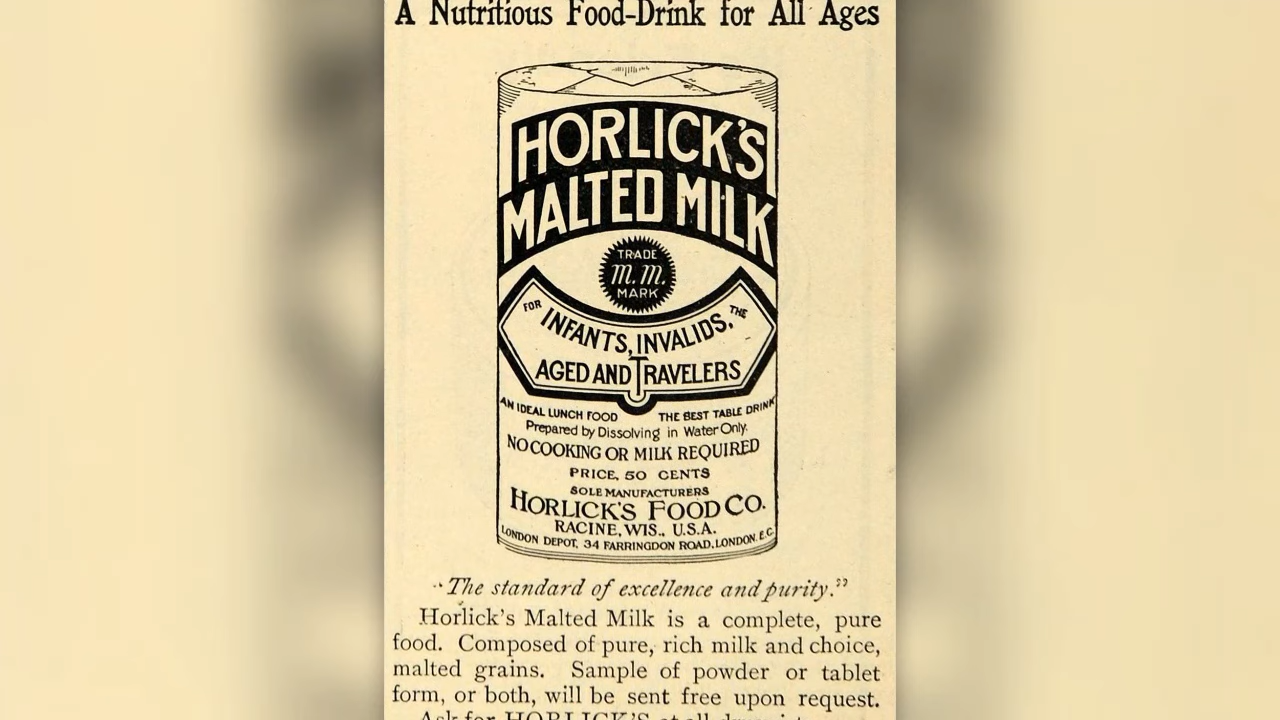 A Nutritious Food-Drink for All Ages
HORLICK'S
MALTED MILK
TRADE
m. m.
MARK
FOR INFANTS, INVALIDS, THE
AGED AND TRAVELERS
AN IDEAL LUNCH FOOD THE BEST TABLE DRINK
Prepared by Dissolving in Water Only.
NO COOKING OR MILK REQUIRED
PRICE, 50 CENTS
SOLE MANUFACTURERS
HORLICK'S FOOD CO.
RACINE, WIS., U.S.A.
LONDON DEPOT, 34 FARRINGDON ROAD, LONDON. E.C.
"The standard of excellence and purity."
Horlick's Malted Milk is a complete, pure
food. Composed of pure, rich milk and choice,
malted grains. Sample of powder or tablet
form, or both, will be sent free upon request.
Ask for HORLICK'S at all